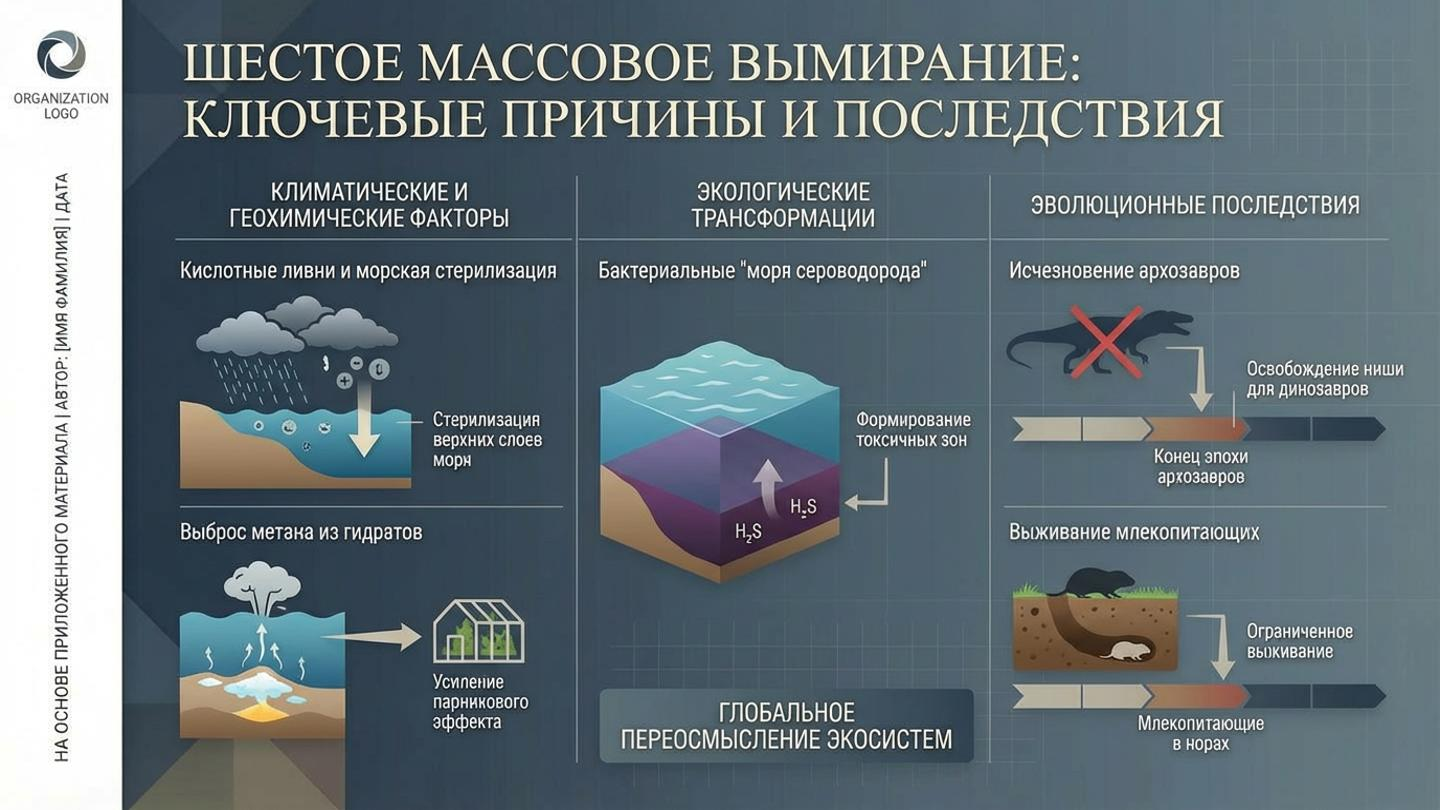 ORGANIZATION
LOGO
НА ОСНОВЕ ПРИЛОЖЕННОГО МАТЕРИАЛА | АВТОР: [ИМЯ ФАМИЛИЯ] | ДАТА
ШЕСТОЕ МАССОВОЕ ВЫМИРАНИЕ:
КЛЮЧЕВЫЕ ПРИЧИНЫ И ПОСЛЕДСТВИЯ
КЛИМАТИЧЕСКИЕ И
ГЕОХИМИЧЕСКИЕ ФАКТОРЫ
Кислотные ливни и морская стерилизация
Стерилизация
верхних слоев
моря
Выброс метана из гидратов
Усиление
парникового
эффекта
ЭКОЛОГИЧЕСКИЕ
ТРАНСФОРМАЦИИ
Бактериальные "моря сероводорода"
Формирование
токсичных зон
H₂S
H₂S
ГЛОБАЛЬНОЕ
ПЕРЕОСМЫСЛЕНИЕ ЭКОСИСТЕМ
ЭВОЛЮЦИОННЫЕ ПОСЛЕДСТВИЯ
Исчезновение архозавров
Освобождение ниши
для динозавров
Конец эпохи
архозавров
Выживание млекопитающих
Ограниченное
выживание
Млекопитающие
в норах